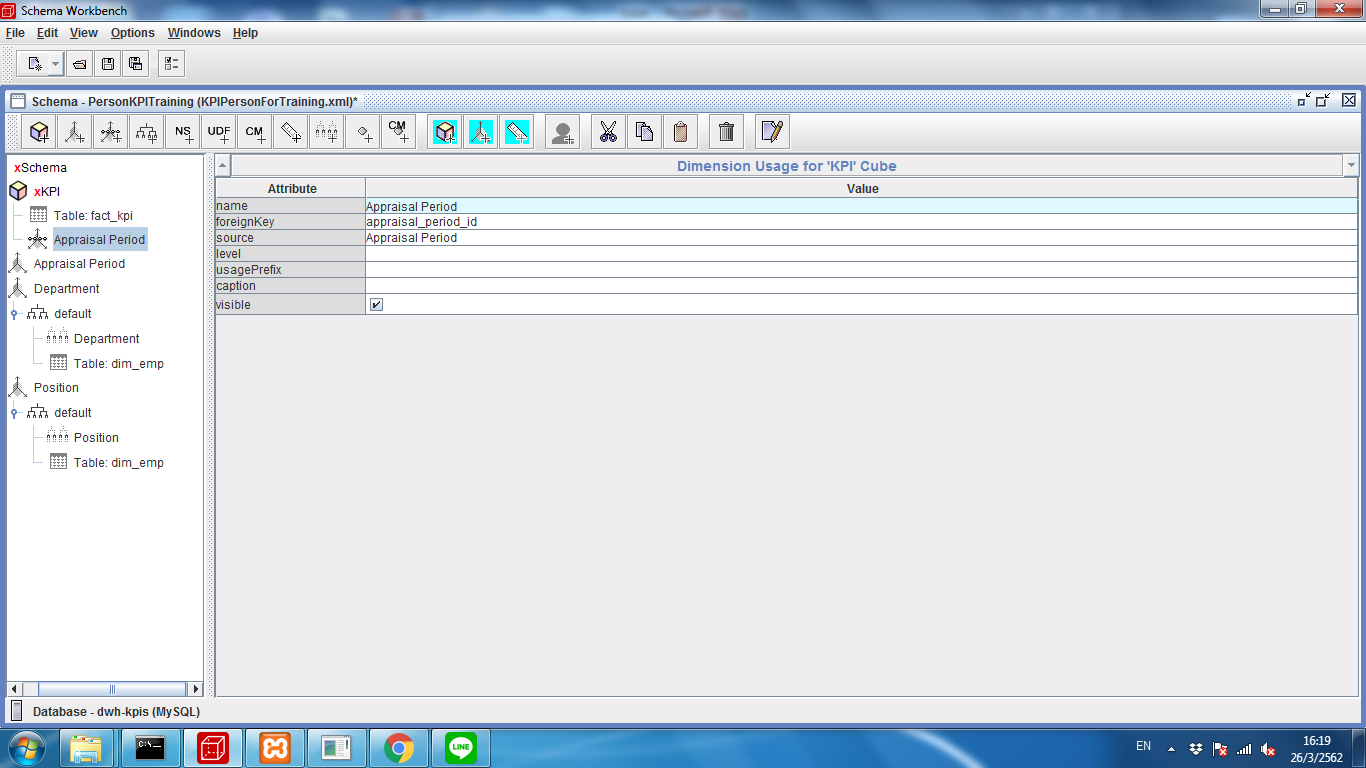 Schema Workbench
File Edit View Options Windows Help
Schema - PersonKPITraining (KPIPersonForTraining.xml)*
NS UDF CM CM
xSchema
xKPI
Table: fact_kpi
Appraisal Period
Appraisal Period
Department
default
Department
Table: dim_emp
Position
default
Position
Table: dim_emp
Dimension Usage for 'KPI' Cube
Attribute Value
name Appraisal Period
foreignKey appraisal_period_id
source Appraisal Period
level
usagePrefix
caption
visible
Database - dwh-kpis (MySQL)
C:\.
LINE
EN
16:19
26/3/2562